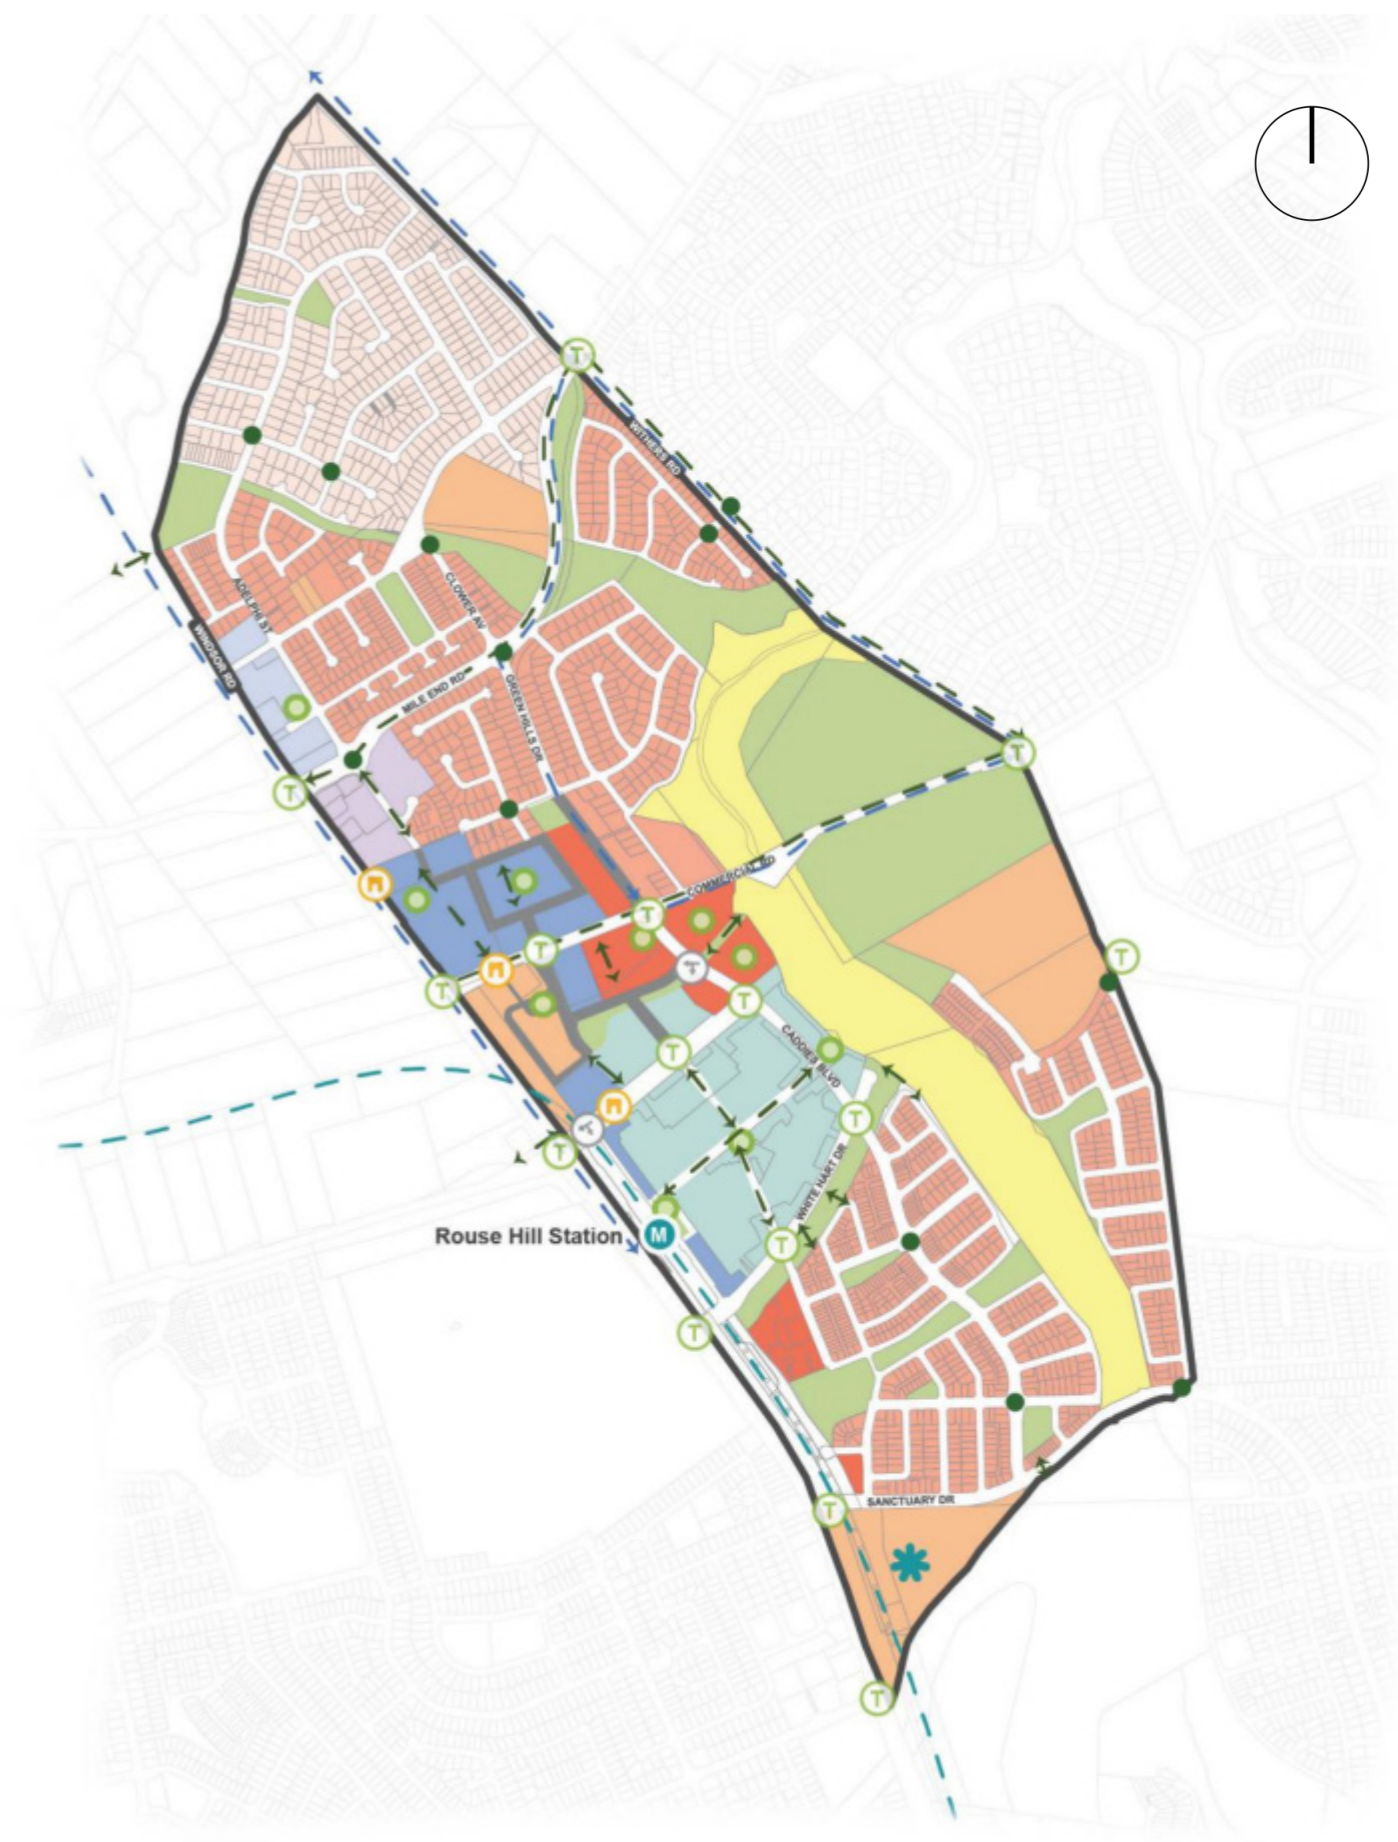 T
WITHERS RD
CLOWER AV
ADELPHI ST
WINDSOR RD
MILE END RD
GREEN HILLS DR
T
T
COMMERCIAL RD
T
T
T
T
T
T
CADDIES BLVD
T
T
WHITE HART DR
T
Rouse Hill Station
M
T
T
SANCTUARY DR
T
T